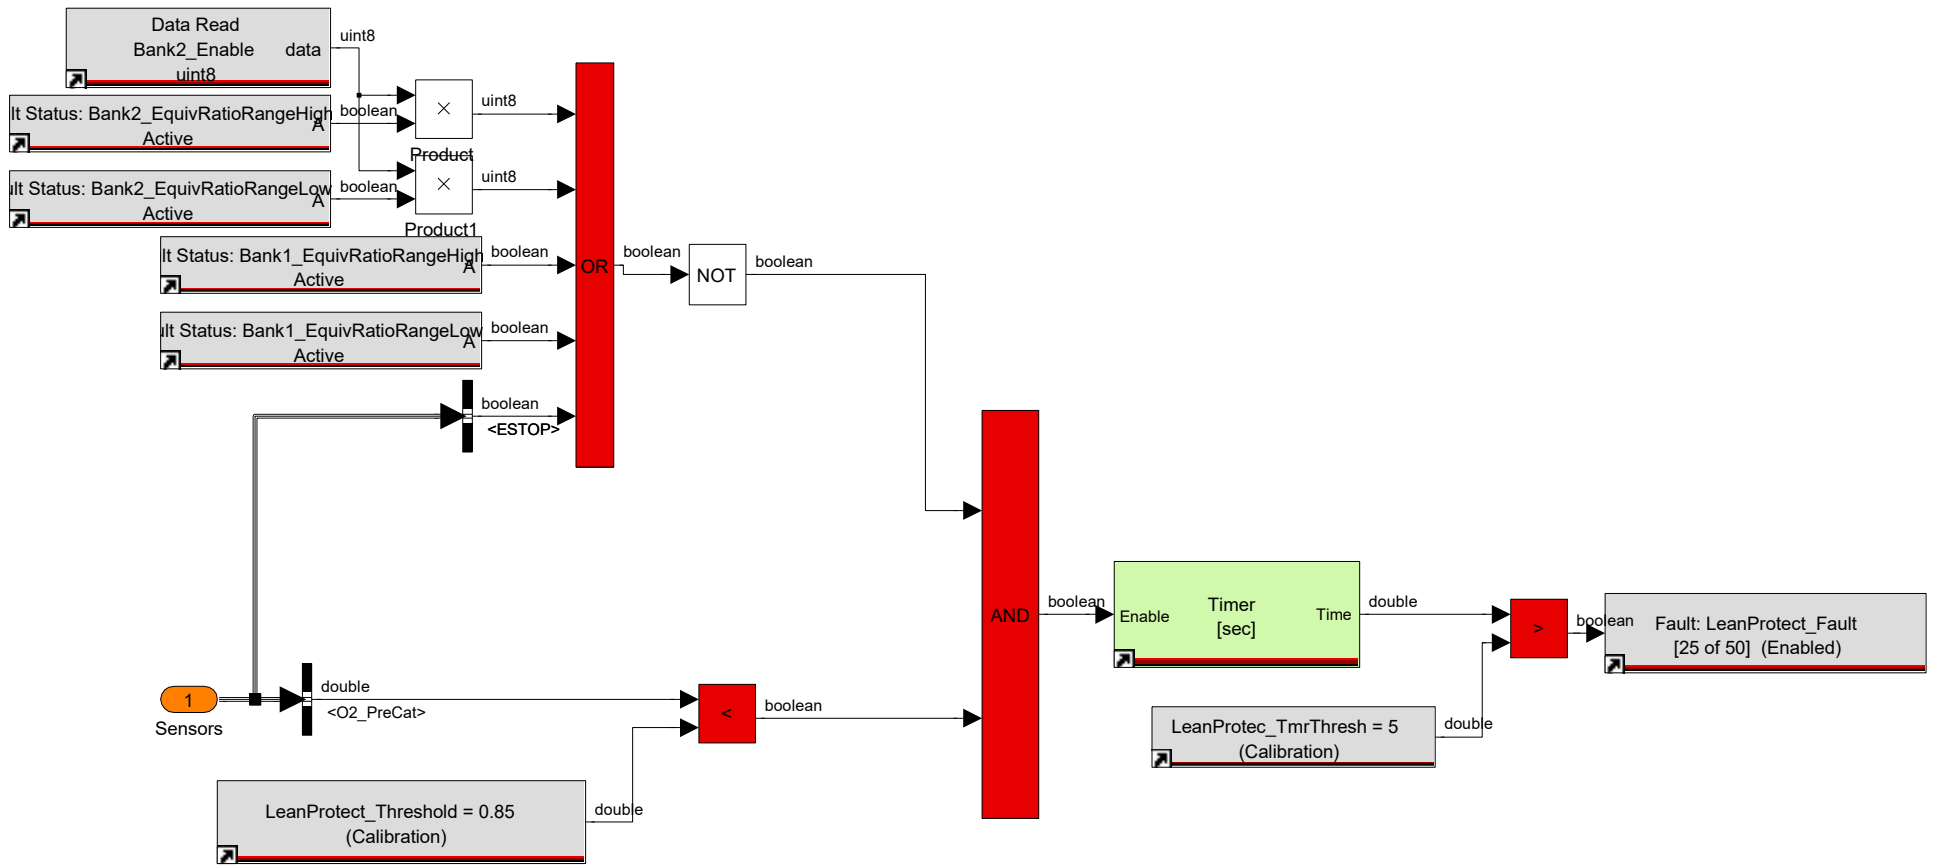 Data Read
Bank2_Enable
data
uint8
uint8
lt Status: Bank2_EquivRatioRangeHigh
A
Active
boolean
×
uint8
Product
ult Status: Bank2_EquivRatioRangeLow
A
Active
boolean
×
uint8
Product1
lt Status: Bank1_EquivRatioRangeHigh
A
Active
boolean
OR
boolean
NOT
boolean
ult Status: Bank1_EquivRatioRangeLow
A
Active
boolean
boolean
<ESTOP>
AND
boolean
Enable
Timer
[sec]
Time
double
>
boolean
Fault: LeanProtect_Fault
[25 of 50]  (Enabled)
1
Sensors
double
<O2_PreCat>
<
boolean
LeanProtec_TmrThresh = 5
(Calibration)
double
LeanProtect_Threshold = 0.85
(Calibration)
double